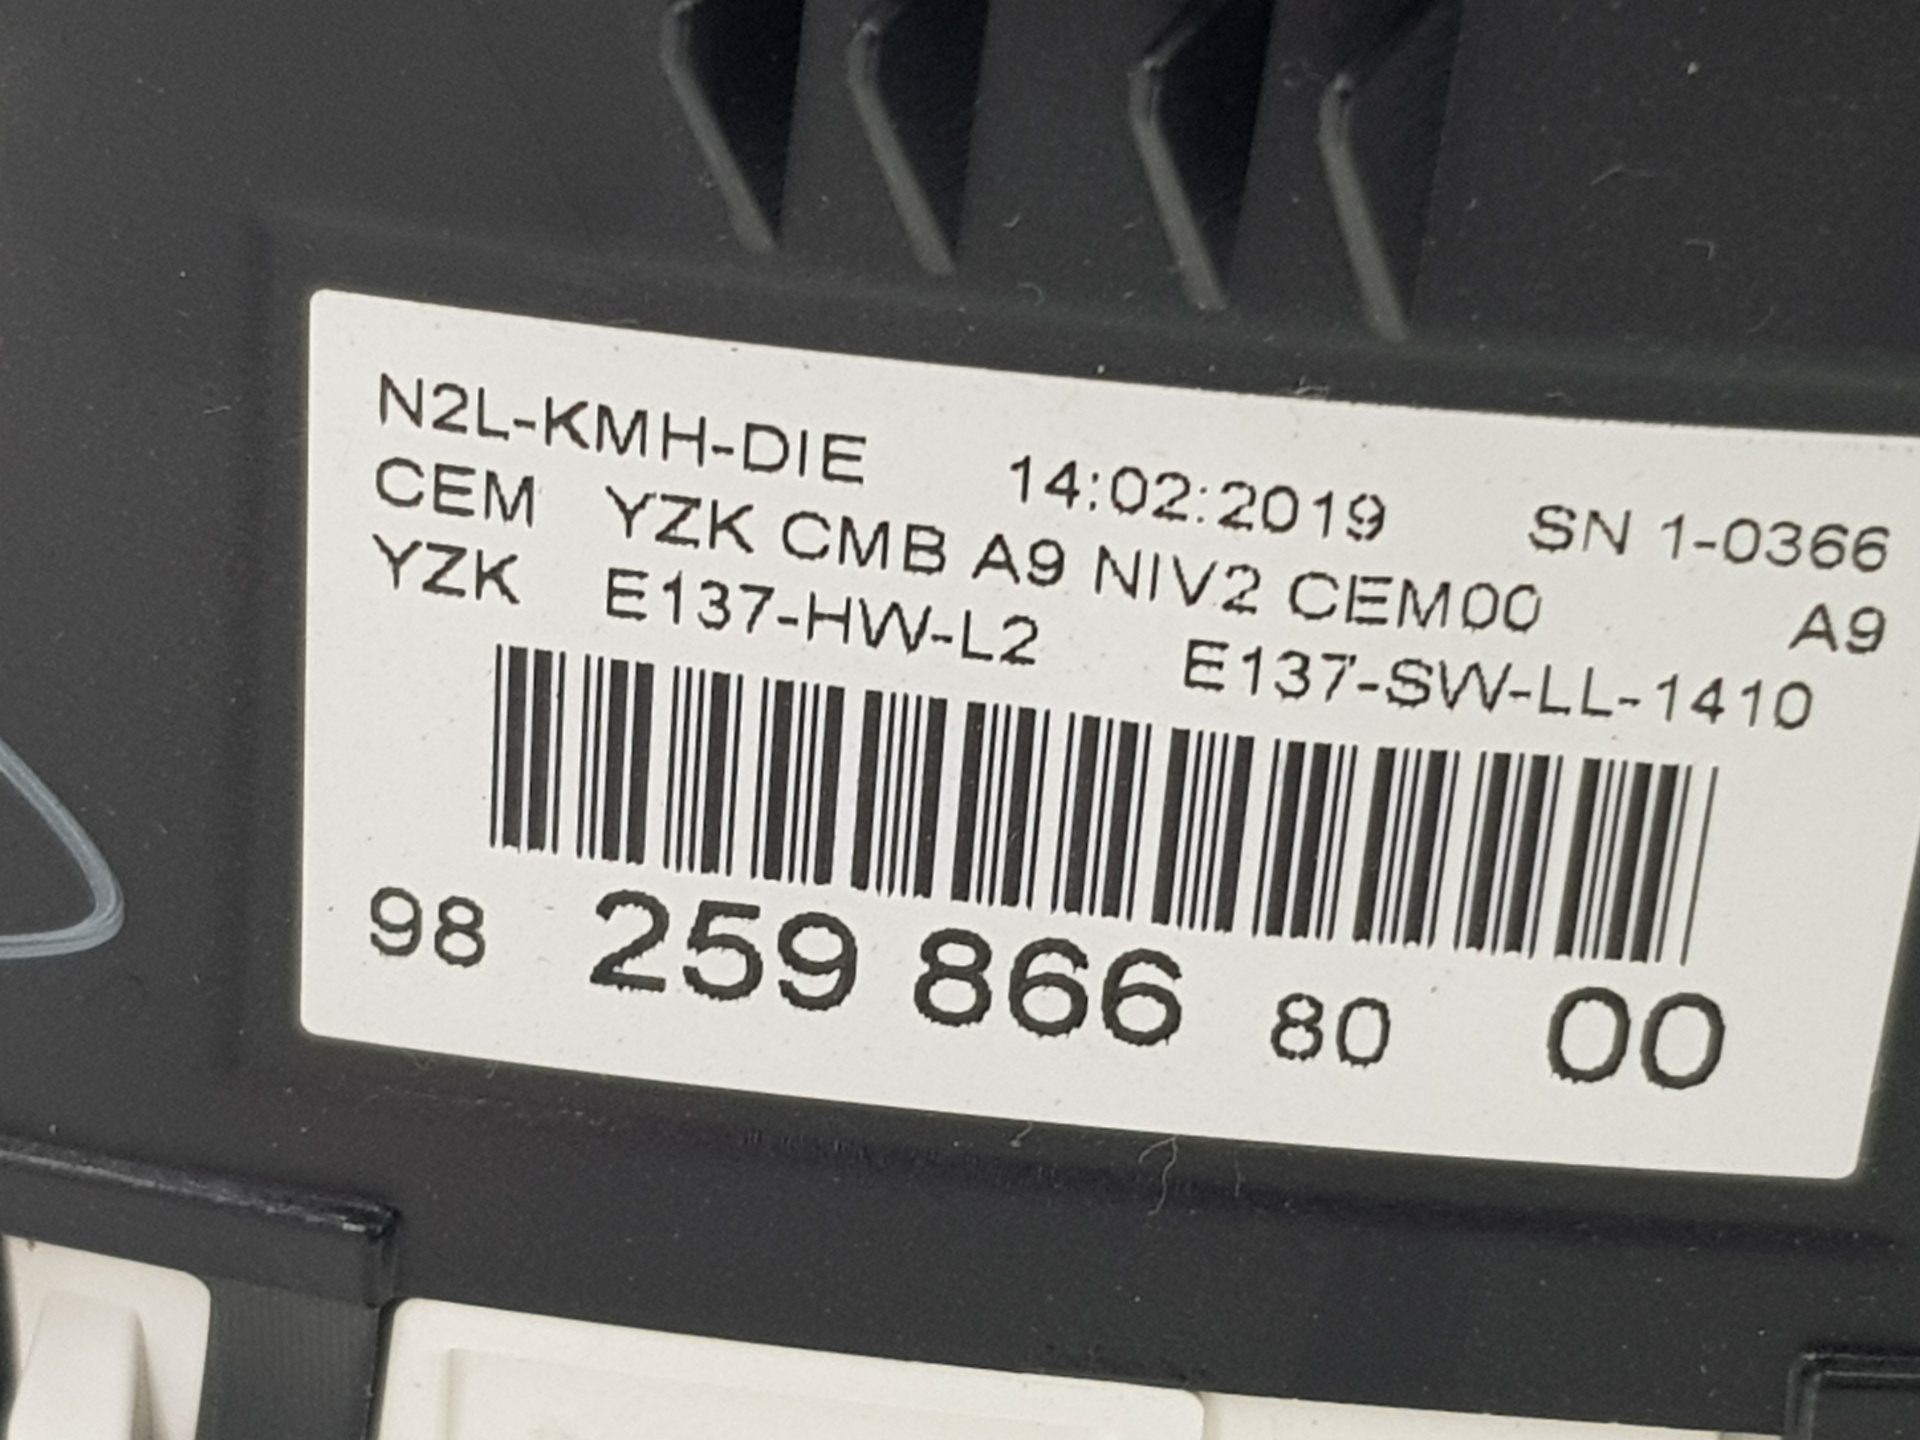 N2L-KMH-DIE 14:02:2019 SN 1-0366
CEM YZK CMB A9 NIV2 CEM00 A9
YZK E137-HW-L2 E137-SW-LL-1410
98 259 866 80 00